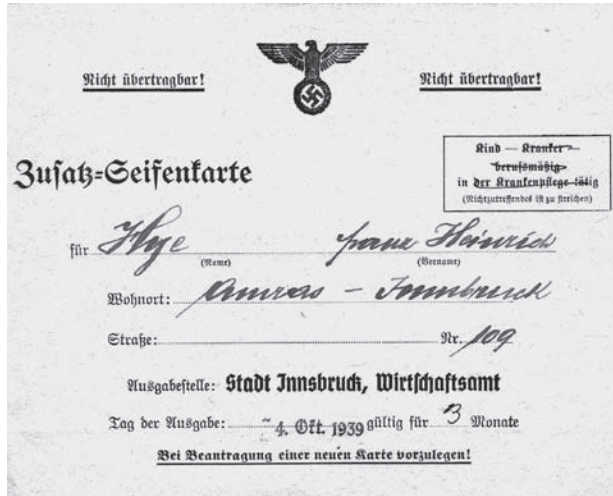 Nicht übertragbar!
Nicht übertragbar!
Kind — Kranker
berufsmäßig
in der Krankenpflege tätig
(Nichtzutreffendes ist zu streichen)
Zusatz-Seifenkarte
für Hye Franz Heinrich
(Name) (Vorname)
Wohnort: Amras - Innsbruck
Straße: Nr. 109
Ausgabestelle: Stadt Innsbruck, Wirtschaftsamt
Tag der Ausgabe: -4. Okt. 1939 gültig für 3 Monate
Bei Beantragung einer neuen Karte vorzulegen!